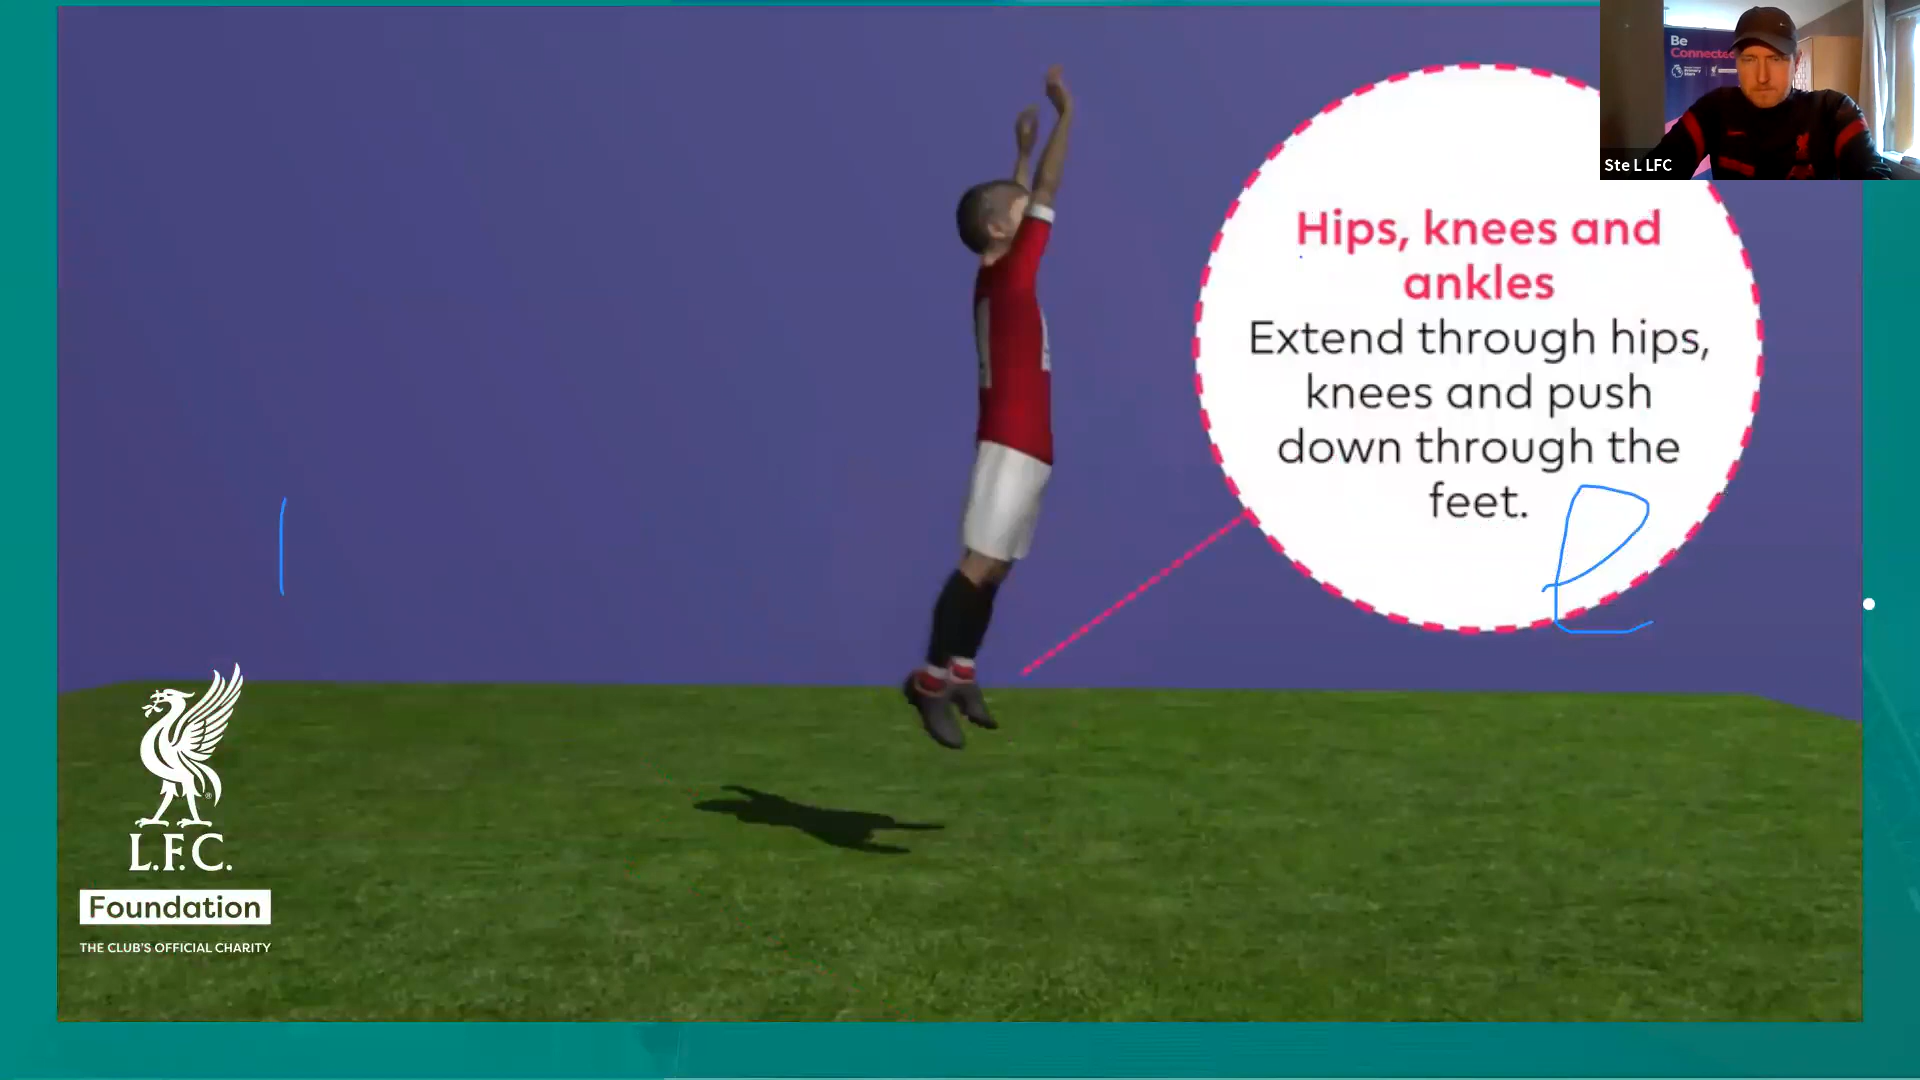 Be
Connected
Ste L LFC
Hips, knees and
ankles
Extend through hips,
knees and push
down through the
feet.
L.F.C.
Foundation
THE CLUB'S OFFICIAL CHARITY